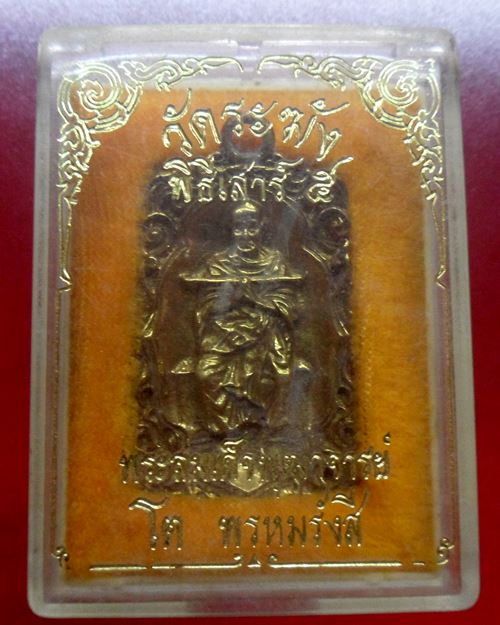 วัดระฆัง
พิธีเสาร์ ๕
พระสมเด็จพุฒาจารย์
โต พรหมรังสี